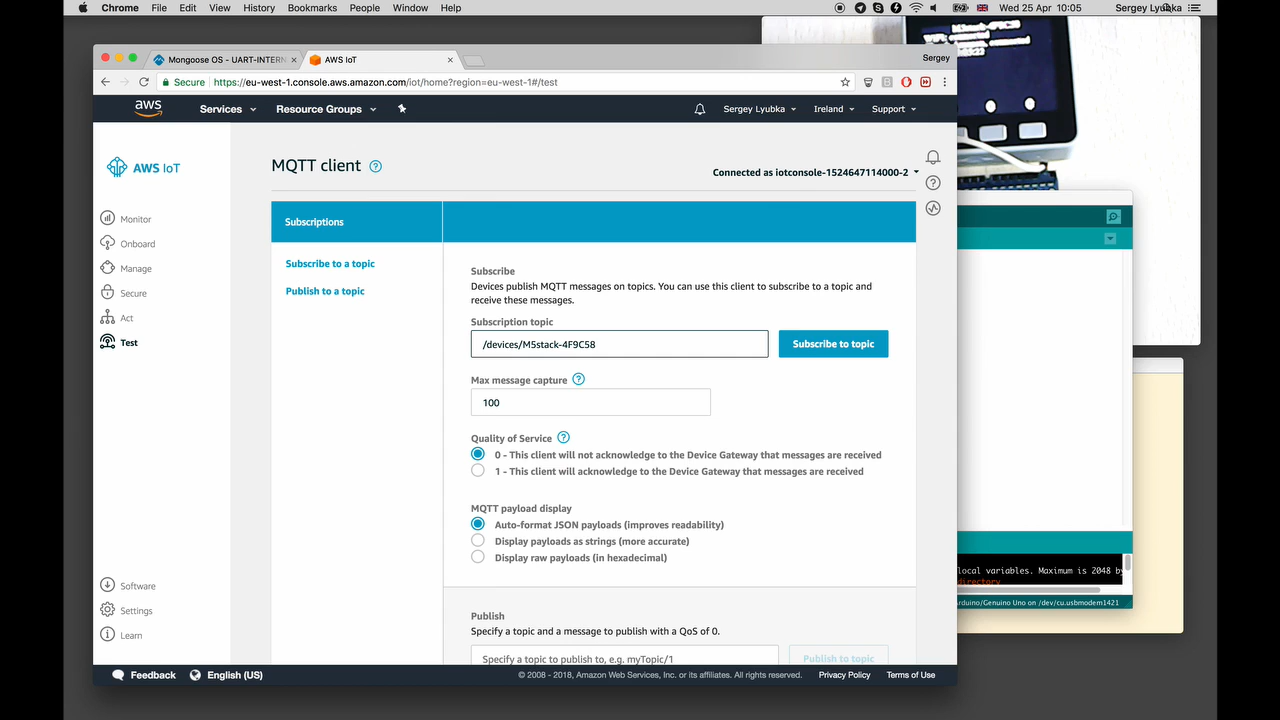 Chrome File Edit View History Bookmarks People Window Help Wed 25 Apr 10:05 Sergey Lyubka
Mongoose OS - UART-INTERN AWS IoT Sergey
Secure https://eu-west-1.console.aws.amazon.com/iot/home?region=eu-west-1#/test
aws Services Resource Groups Sergey Lyubka Ireland Support
AWS IoT
Monitor
Onboard
Manage
Secure
Act
Test
Software
Settings
Learn
MQTT client
Connected as iotconsole-1524647114000-2
Subscriptions
Subscribe to a topic
Publish to a topic
Subscribe
Devices publish MQTT messages on topics. You can use this client to subscribe to a topic and
receive these messages.
Subscription topic
/devices/M5stack-4F9C58 Subscribe to topic
Max message capture
100
Quality of Service
0 - This client will not acknowledge to the Device Gateway that messages are received
1 - This client will acknowledge to the Device Gateway that messages are received
MQTT payload display
Auto-format JSON payloads (improves readability)
Display payloads as strings (more accurate)
Display raw payloads (in hexadecimal)
Publish
Specify a topic and a message to publish with a QoS of 0.
Specify a topic to publish to, e.g. myTopic/1 Publish to topic
Feedback English (US) © 2008 - 2018, Amazon Web Services, Inc. or its affiliates. All rights reserved. Privacy Policy Terms of Use
local variables. Maximum is 2048 by
directory
Arduino/Genuino Uno on /dev/cu.usbmodem1421